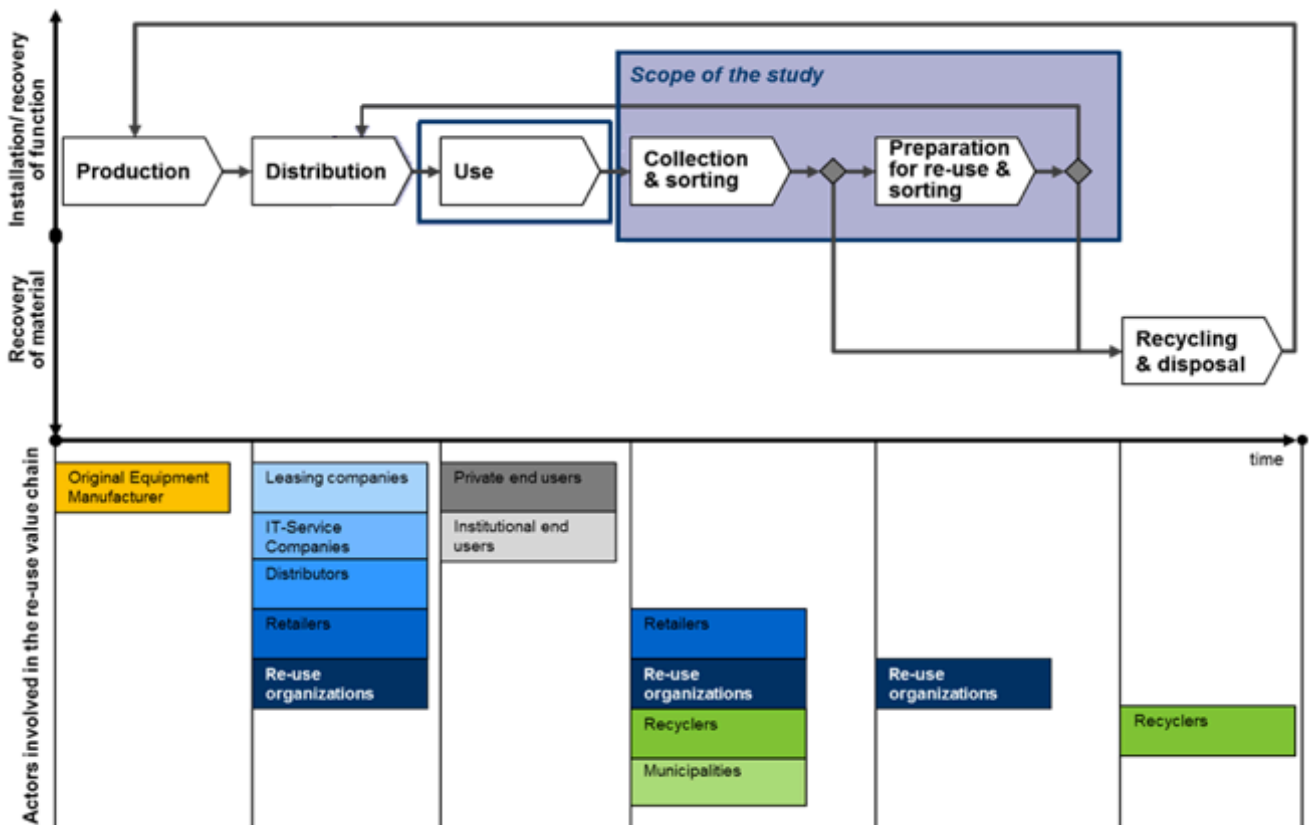 Installation/ recovery
of function
Scope of the study
Production
Distribution
Use
Collection
& sorting
Preparation
for re-use &
sorting
Recovery
of material
Recycling
& disposal
time
Actors involved in the re-use value chain
Original Equipment
Manufacturer
Leasing companies
IT-Service
Companies
Distributors
Retailers
Re-use
organizations
Private end users
Institutional end
users
Retailers
Re-use
organizations
Recyclers
Municipalities
Re-use
organizations
Recyclers